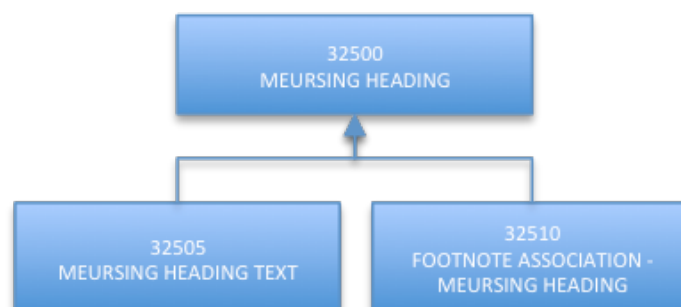 32500
MEURSING HEADING
32505
MEURSING HEADING TEXT
32510
FOOTNOTE ASSOCIATION -
MEURSING HEADING